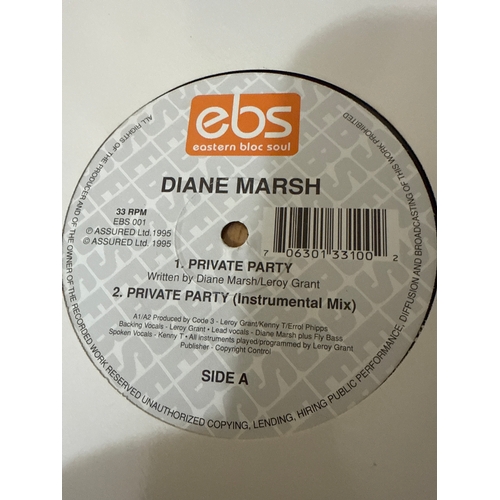 ebs
eastern bloc soul
DIANE MARSH
33 RPM
EBS 001
℗ ASSURED Ltd. 1995
© ASSURED Ltd. 1995
7 06301 33100 2
1. PRIVATE PARTY
Written by Diane Marsh/Leroy Grant
2. PRIVATE PARTY (Instrumental Mix)
A1/A2 Produced by Code 3 - Leroy Grant/Kenny T/Errol Phipps
Backing Vocals - Leroy Grant • Lead vocals - Diane Marsh plus Fly Bass
Spoken Vocals - Kenny T • All instruments played/programmed by Leroy Grant
Publisher - Copyright Control
SIDE A
ALL RIGHTS OF THE PRODUCER AND OF THE OWNER OF THE RECORDED WORK RESERVED UNAUTHORIZED COPYING, LENDING, HIRING PUBLIC PERFORMANCE, DIFFUSION AND BROADCASTING OF THIS WORK PROHIBITED